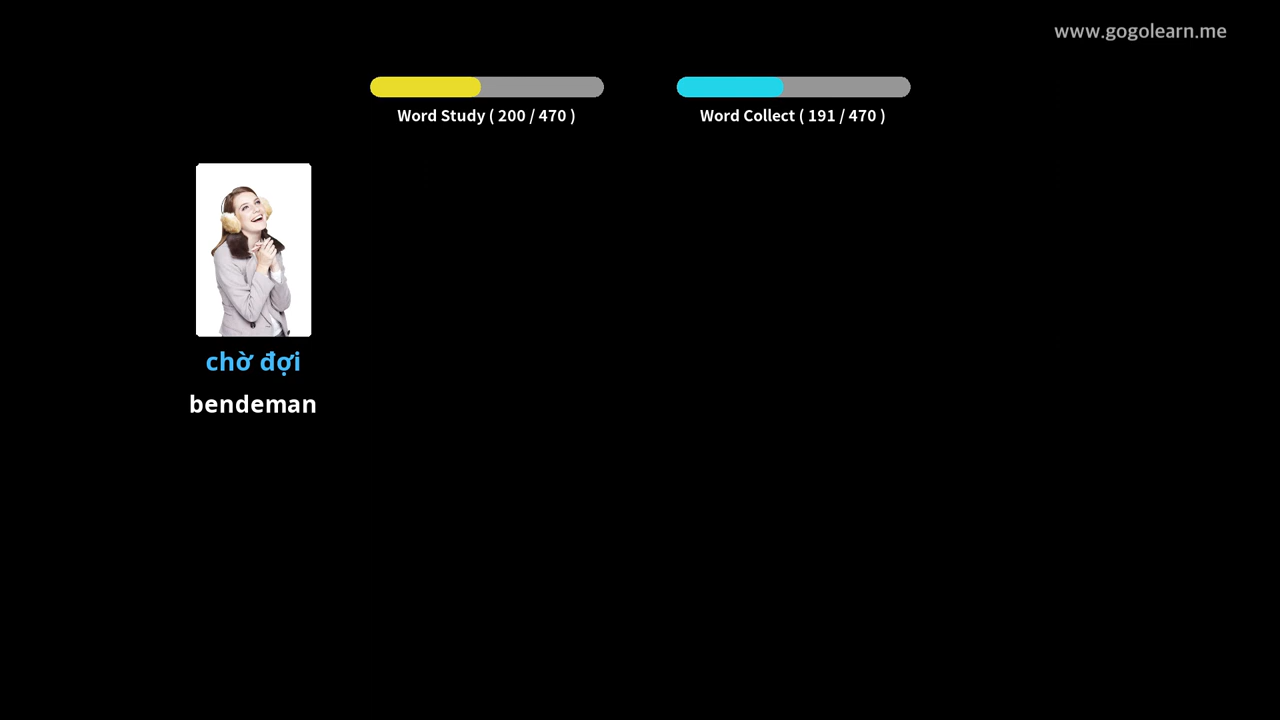 www.gogolearn.me
Word Study ( 200 / 470 )
Word Collect ( 191 / 470 )
chờ đợi
bendeman